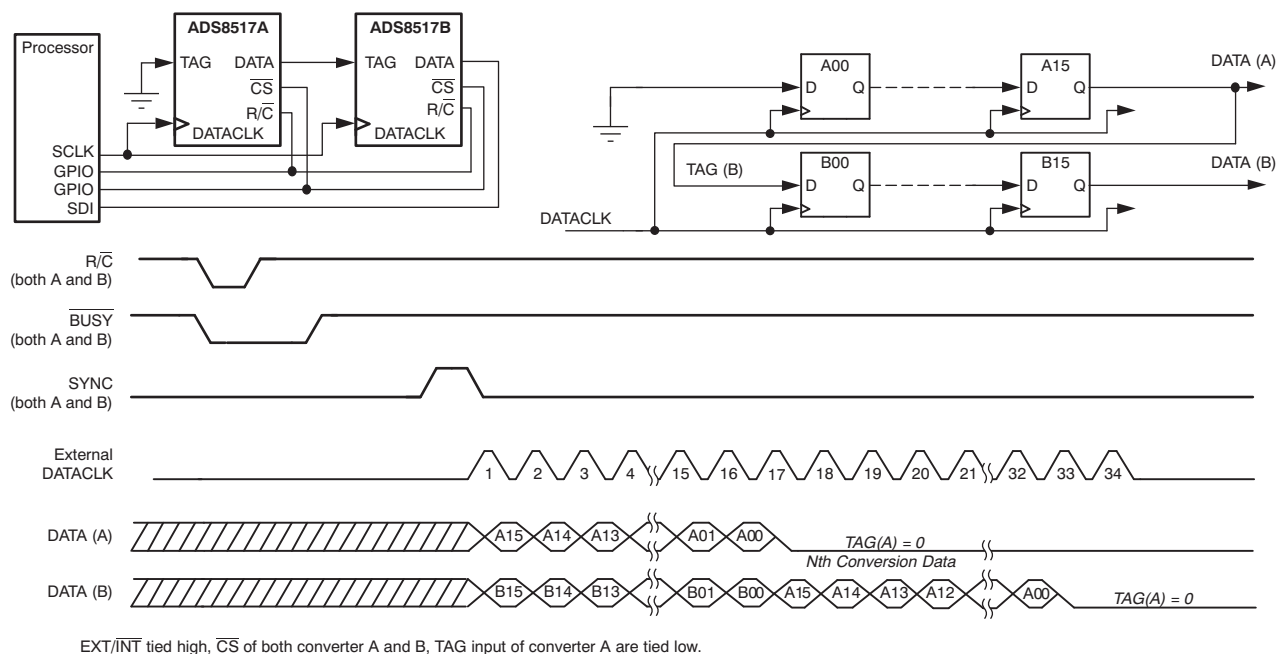 Processor
ADS8517A
TAG DATA
CS
R/C
DATACLK
ADS8517B
TAG DATA
CS
R/C
DATACLK
SCLK
GPIO
GPIO
SDI
A00
D Q
A15
D Q
DATA (A)
TAG (B)
B00
D Q
B15
D Q
DATA (B)
DATACLK
R/C
(both A and B)
BUSY
(both A and B)
SYNC
(both A and B)
External
DATACLK
1 2 3 4 15 16 17 18 19 20 21 32 33 34
DATA (A)
A15 A14 A13 A01 A00 TAG(A) = 0
Nth Conversion Data
DATA (B)
B15 B14 B13 B01 B00 A15 A14 A13 A12 A00 TAG(A) = 0
EXT/INT tied high, CS of both converter A and B, TAG input of converter A are tied low.